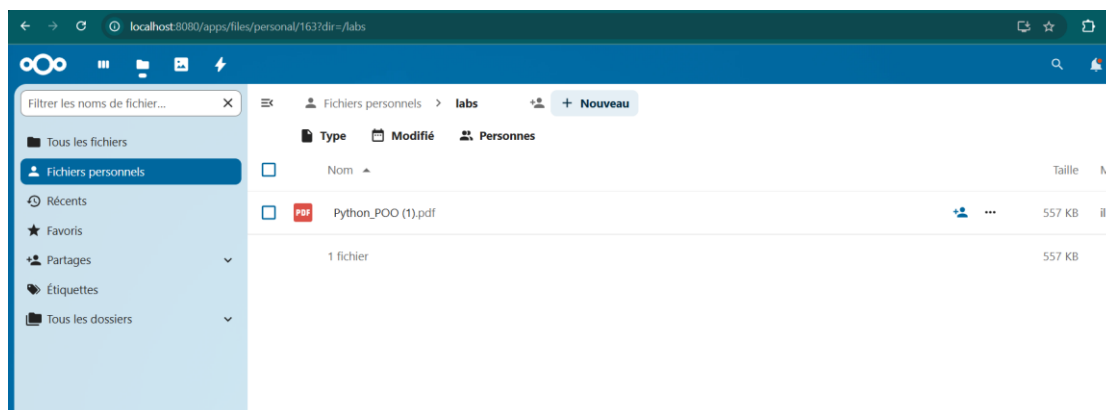 localhost:8080/apps/files/personal/163?dir=/labs
Filtrer les noms de fichier...
Fichiers personnels > labs + Nouveau
Type Modifié Personnes
Tous les fichiers
Fichiers personnels
Nom Taille M
Récents
PDF Python_POO (1).pdf ... 557 KB il
Favoris
Partages
1 fichier 557 KB
Étiquettes
Tous les dossiers